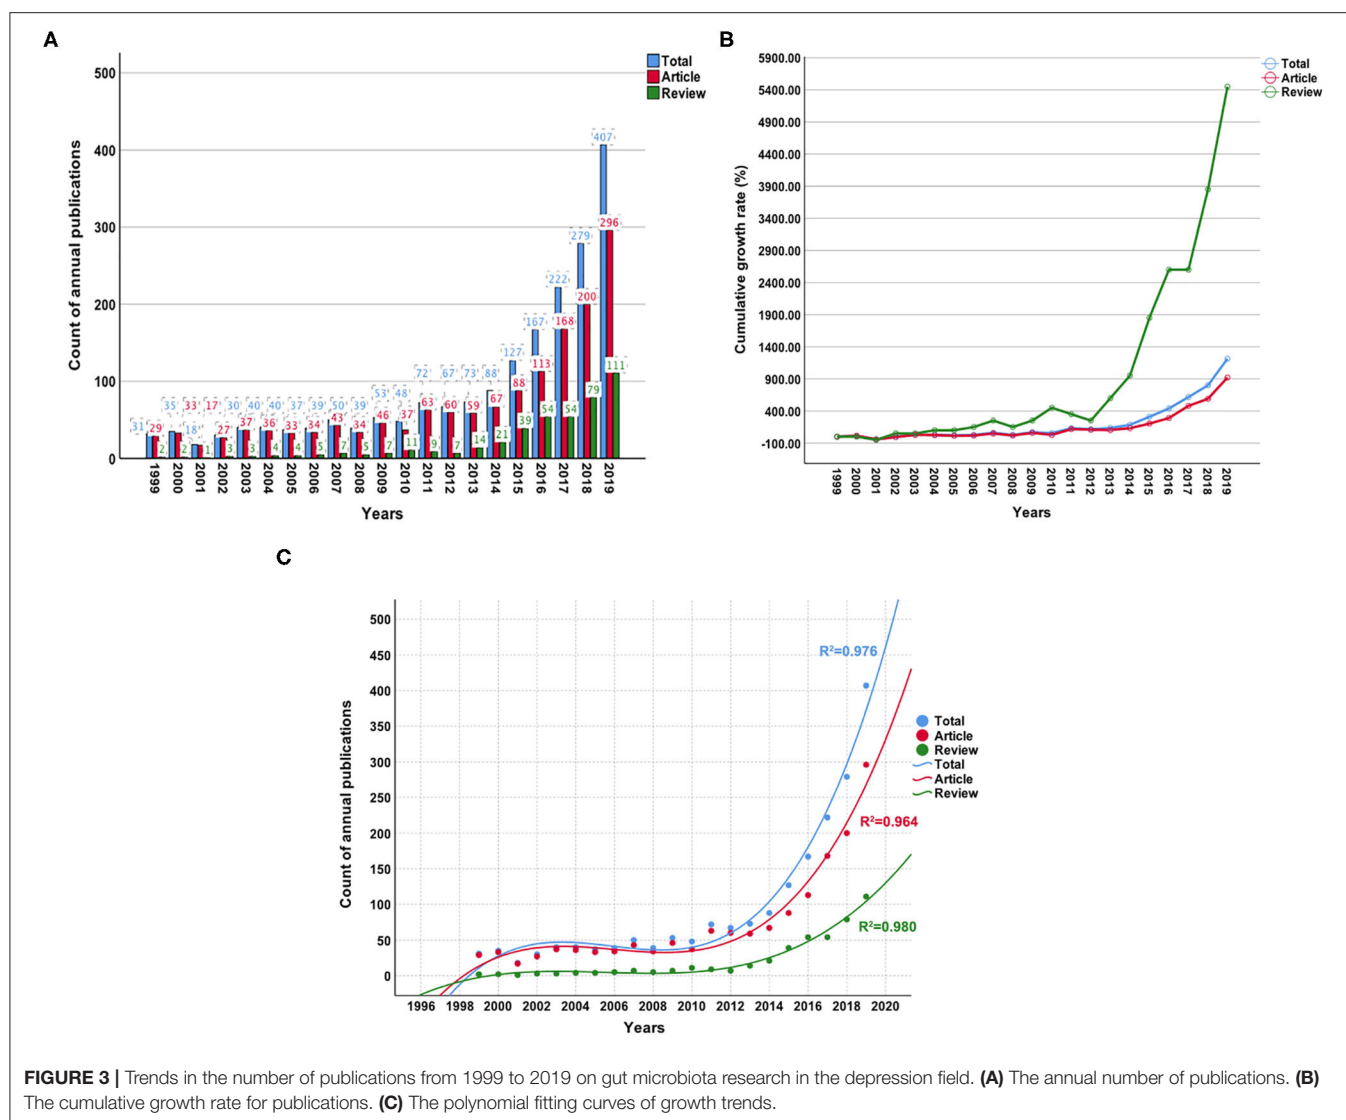 A
500
400
300
200
100
0
Count of annual publications
Total
Article
Review
31 29 2
35 33 2
18 17 1
30 27 3
40 37 3
40 36 4
37 33 4
39 34 5
50 43 7
39 34 5
53 46 7
48 37 11
72 63 9
67 60 7
73 59 14
88 67 21
127 88 39
167 113 54
222 168 54
279 200 79
407 296 111
1999 2000 2001 2002 2003 2004 2005 2006 2007 2008 2009 2010 2011 2012 2013 2014 2015 2016 2017 2018 2019
Years
B
5900.00
5400.00
4900.00
4400.00
3900.00
3400.00
2900.00
2400.00
1900.00
1400.00
900.00
400.00
-100.00
Cumulative growth rate (%)
Total
Article
Review
1999 2000 2001 2002 2003 2004 2005 2006 2007 2008 2009 2010 2011 2012 2013 2014 2015 2016 2017 2018 2019
Years
C
500
450
400
350
300
250
200
150
100
50
0
Count of annual publications
R²=0.976
R²=0.964
R²=0.980
Total
Article
Review
Total
Article
Review
1996 1998 2000 2002 2004 2006 2008 2010 2012 2014 2016 2018 2020
Years
FIGURE 3 | Trends in the number of publications from 1999 to 2019 on gut microbiota research in the depression field. (A) The annual number of publications. (B)
The cumulative growth rate for publications. (C) The polynomial fitting curves of growth trends.